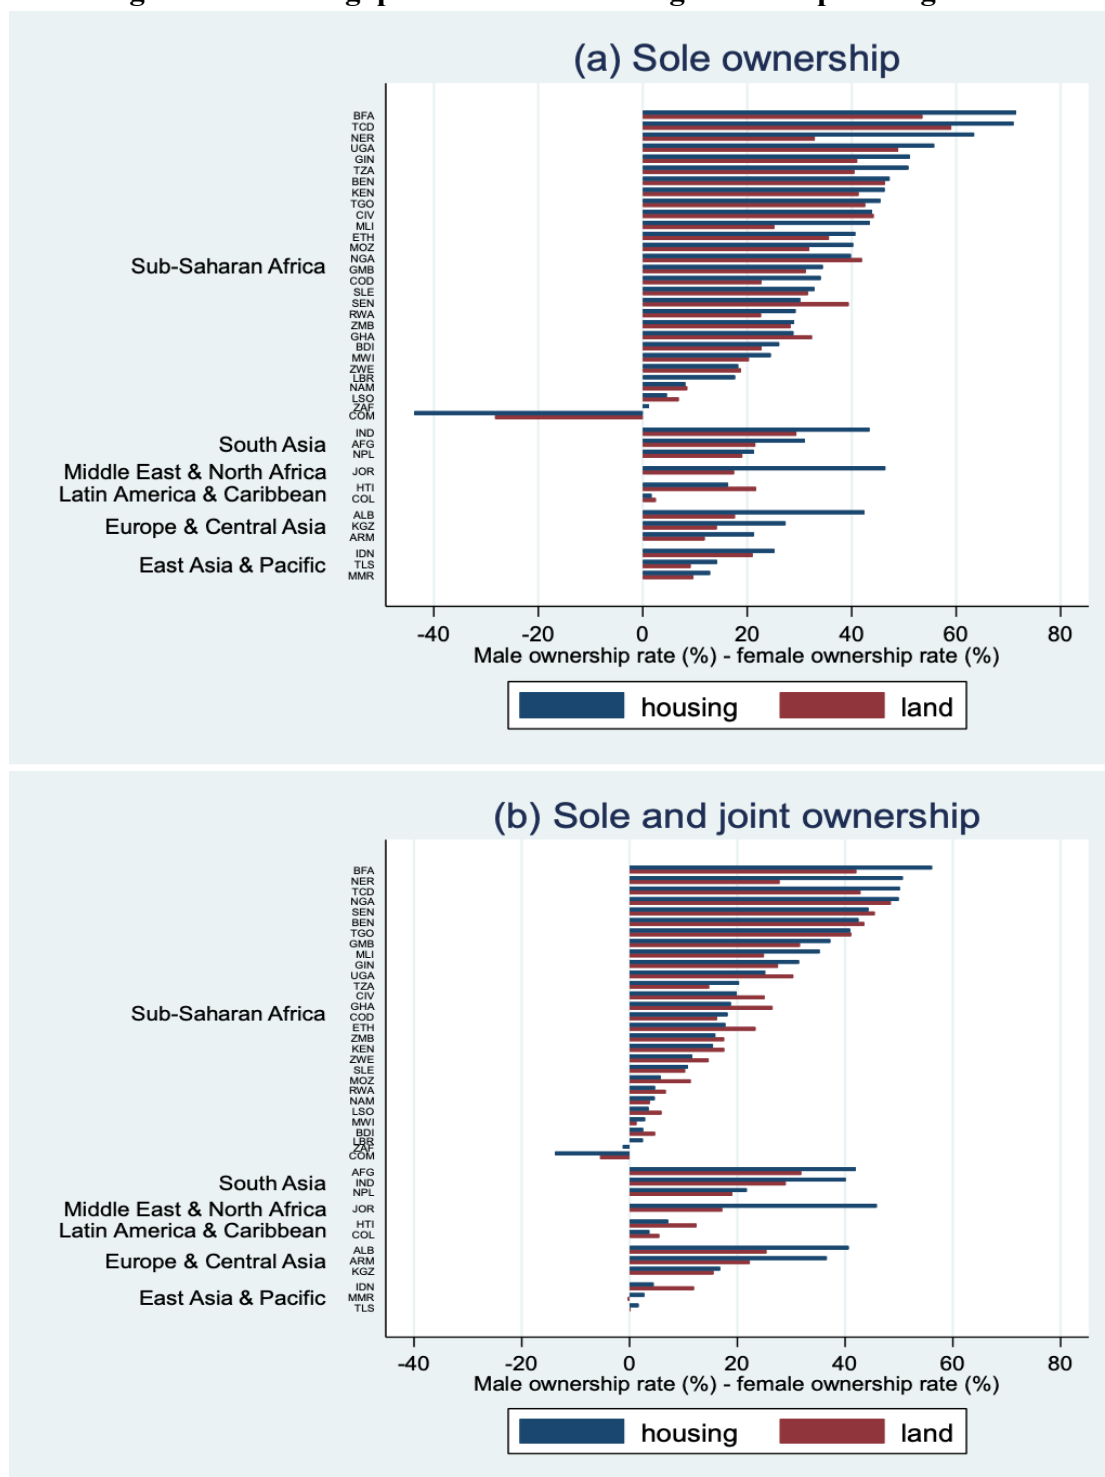 (a) Sole ownership
Sub-Saharan Africa
BFA
TCD
NER
UGA
GIN
TZA
BEN
KEN
TGO
CIV
MLI
ETH
MOZ
NGA
GMB
COD
SLE
SEN
RWA
ZMB
GHA
BDI
MWI
ZWE
LBR
NAM
LSO
ZAF
COM
South Asia
IND
AFG
NPL
Middle East & North Africa
JOR
Latin America & Caribbean
HTI
COL
Europe & Central Asia
ALB
KGZ
ARM
East Asia & Pacific
IDN
TLS
MMR
-40 -20 0 20 40 60 80
Male ownership rate (%) - female ownership rate (%)
housing land
(b) Sole and joint ownership
Sub-Saharan Africa
BFA
NER
TCD
NGA
SEN
BEN
TGO
GMB
MLI
GIN
UGA
TZA
CIV
GHA
COD
ETH
ZMB
KEN
ZWE
SLE
MOZ
RWA
NAM
LSO
MWI
BDI
LBR
ZAF
COM
South Asia
AFG
IND
NPL
Middle East & North Africa
JOR
Latin America & Caribbean
HTI
COL
Europe & Central Asia
ALB
ARM
KGZ
East Asia & Pacific
IDN
MMR
TLS
-40 -20 0 20 40 60 80
Male ownership rate (%) - female ownership rate (%)
housing land